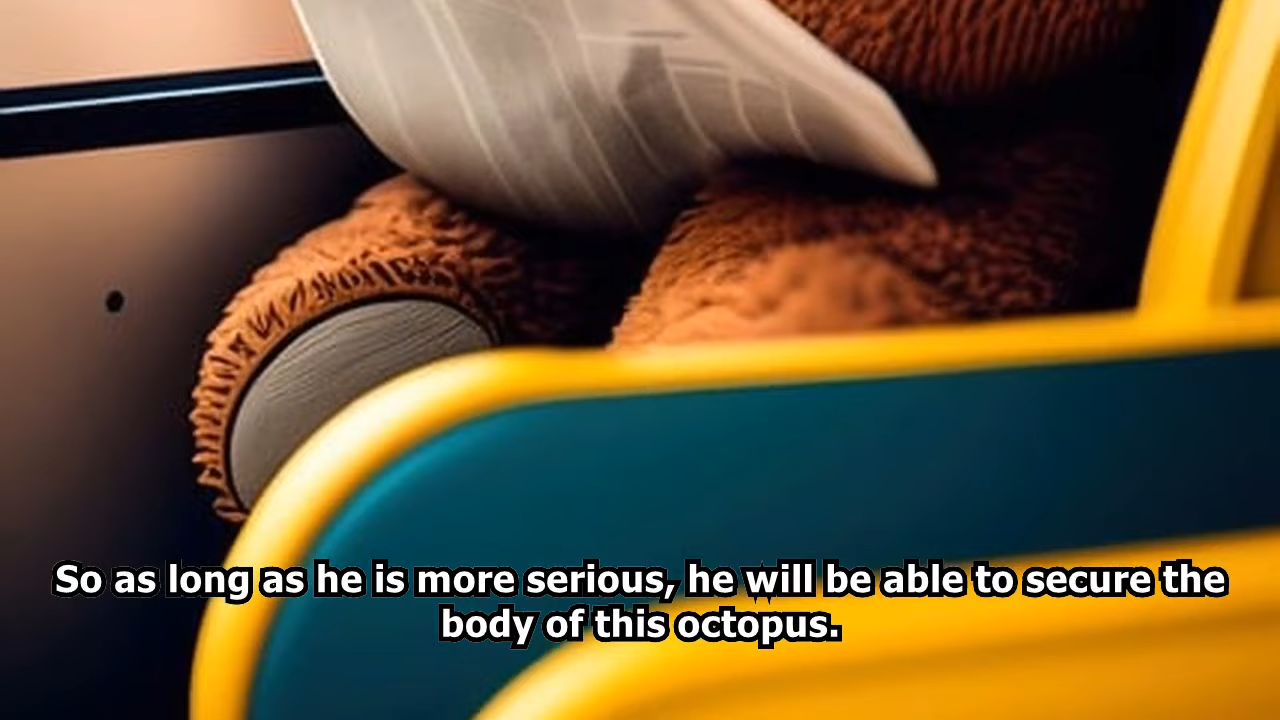 So as long as he is more serious, he will be able to secure the
body of this octopus.